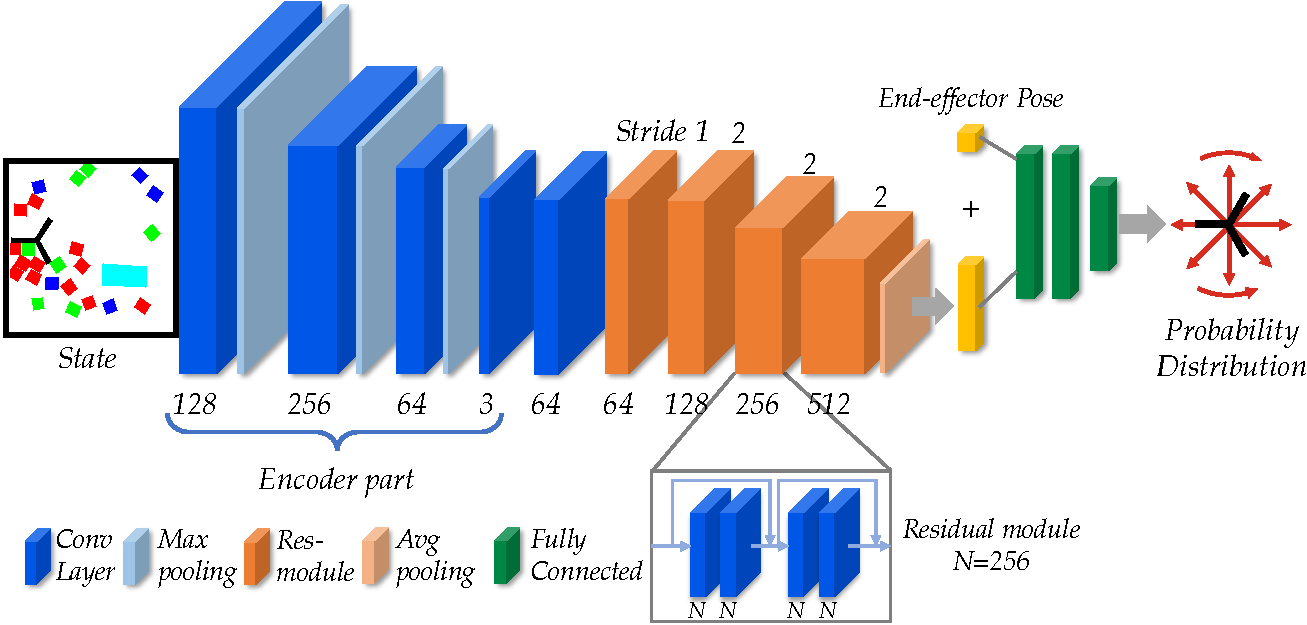 End-effector Pose
Stride 1 2 2 2
+
State
Probability
Distribution
128 256 64 3 64 64 128 256 512
Encoder part
Conv
Layer
Max
pooling
Res-
module
Avg
pooling
Fully
Connected
N N N N
Residual module
N=256